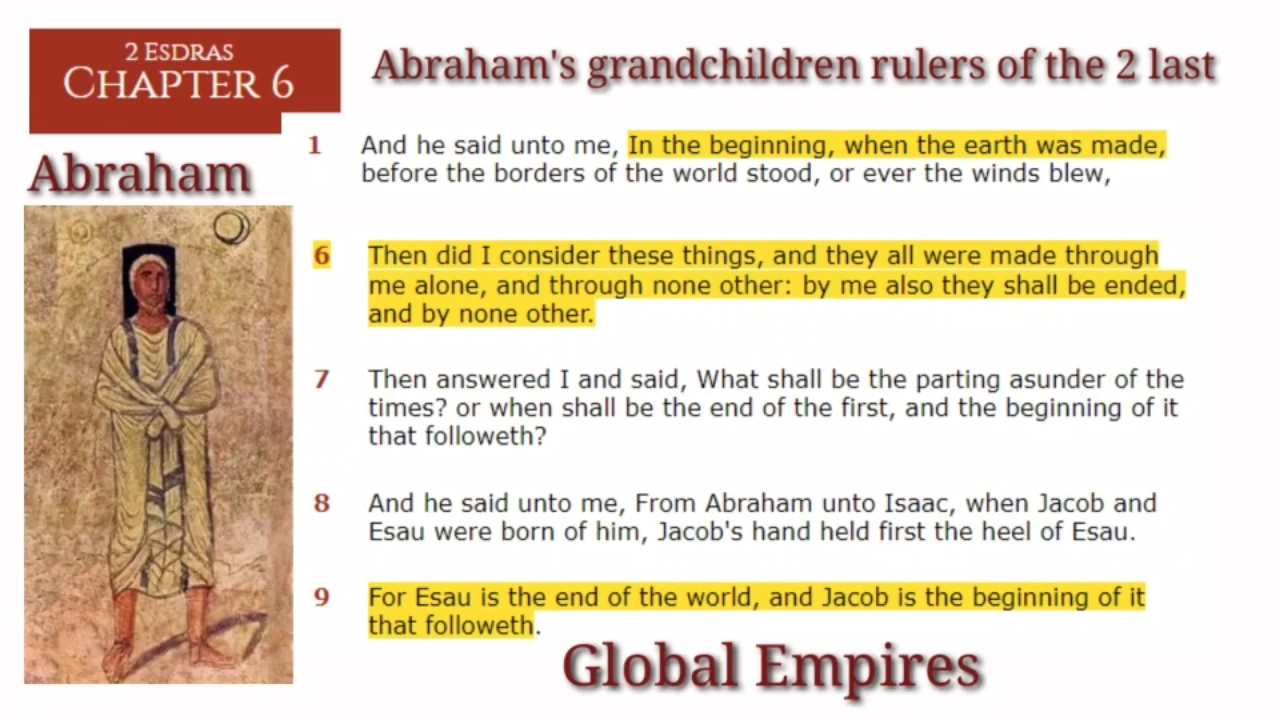 2 ESDRAS
CHAPTER 6
Abraham's grandchildren rulers of the 2 last
1 And he said unto me, In the beginning, when the earth was made,
before the borders of the world stood, or ever the winds blew,
Abraham
6 Then did I consider these things, and they all were made through
me alone, and through none other: by me also they shall be ended,
and by none other.
7 Then answered I and said, What shall be the parting asunder of the
times? or when shall be the end of the first, and the beginning of it
that followeth?
8 And he said unto me, From Abraham unto Isaac, when Jacob and
Esau were born of him, Jacob's hand held first the heel of Esau.
9 For Esau is the end of the world, and Jacob is the beginning of it
that followeth.
Global Empires